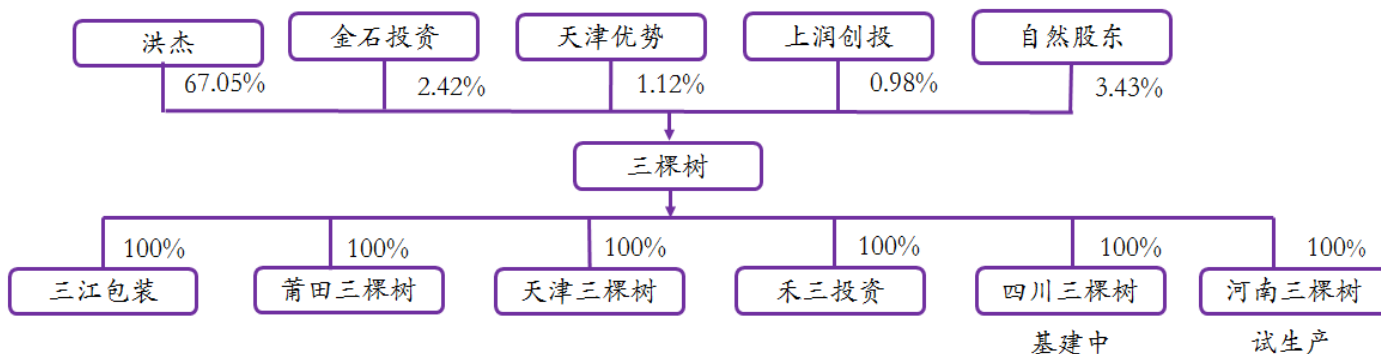 洪杰
金石投资
天津优势
上润创投
自然股东
67.05%
2.42%
1.12%
0.98%
3.43%
三棵树
100%
100%
100%
100%
100%
100%
三江包装
莆田三棵树
天津三棵树
禾三投资
四川三棵树
河南三棵树
基建中
试生产